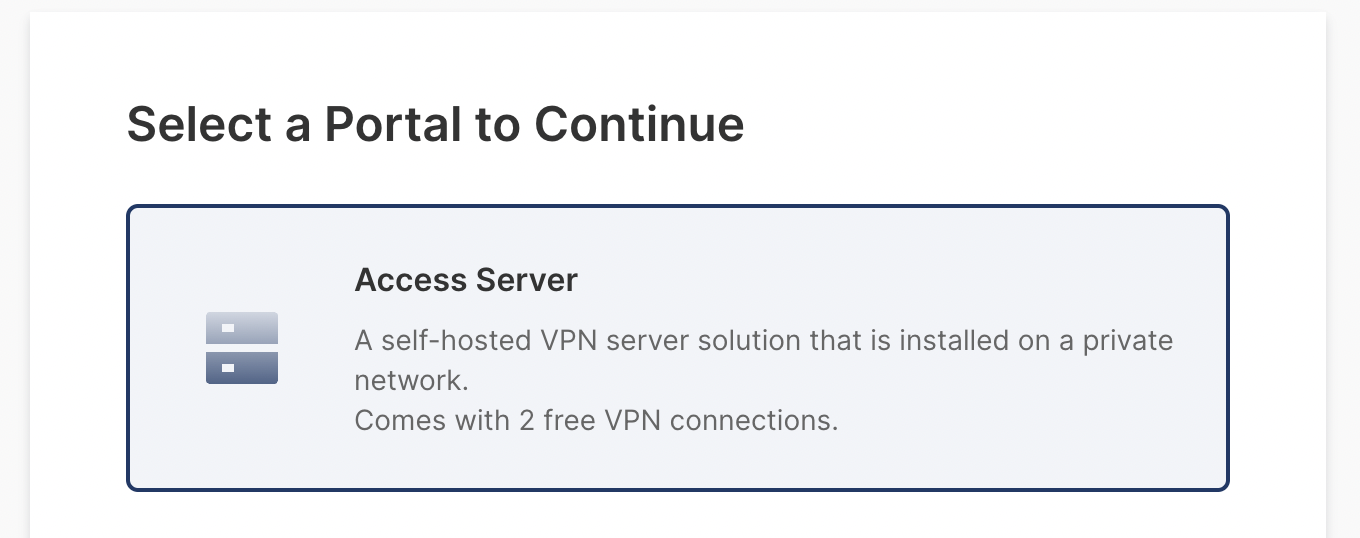 Select a Portal to Continue
Access Server
A self-hosted VPN server solution that is installed on a private
network.
Comes with 2 free VPN connections.